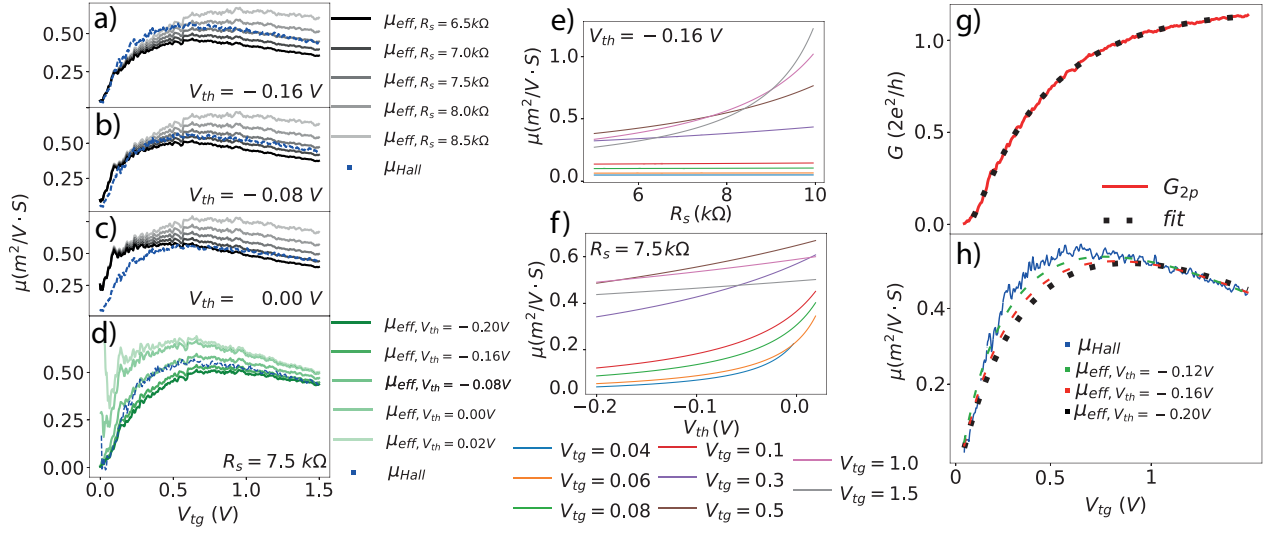 a)
0.50
0.25
V_th = −0.16 V
b)
0.50
0.25
V_th = −0.08 V
c)
0.50
0.25
V_th = 0.00 V
d)
0.50
0.25
0.00
R_s = 7.5 kΩ
μ(m²/V · S)
0.0 0.5 1.0 1.5
V_tg (V)
μ_eff, R_s = 6.5kΩ
μ_eff, R_s = 7.0kΩ
μ_eff, R_s = 7.5kΩ
μ_eff, R_s = 8.0kΩ
μ_eff, R_s = 8.5kΩ
μ_Hall
μ_eff, V_th = −0.20V
μ_eff, V_th = −0.16V
μ_eff, V_th = −0.08V
μ_eff, V_th = 0.00V
μ_eff, V_th = 0.02V
μ_Hall
e)
V_th = −0.16 V
μ(m²/V · S)
1.0
0.5
0.0
6 8 10
R_s (kΩ)
f)
R_s = 7.5kΩ
μ(m²/V · S)
0.6
0.4
0.2
0.0
−0.2 −0.1 0.0
V_th (V)
V_tg = 0.04
V_tg = 0.06
V_tg = 0.08
V_tg = 0.1
V_tg = 0.3
V_tg = 0.5
V_tg = 1.0
V_tg = 1.5
g)
G (2e²/h)
1.0
0.5
0.0
G_2p
fit
h)
μ(m²/V · S)
0.4
0.2
μ_Hall
μ_eff, V_th = −0.12V
μ_eff, V_th = −0.16V
μ_eff, V_th = −0.20V
0 0.5 1
V_tg (V)